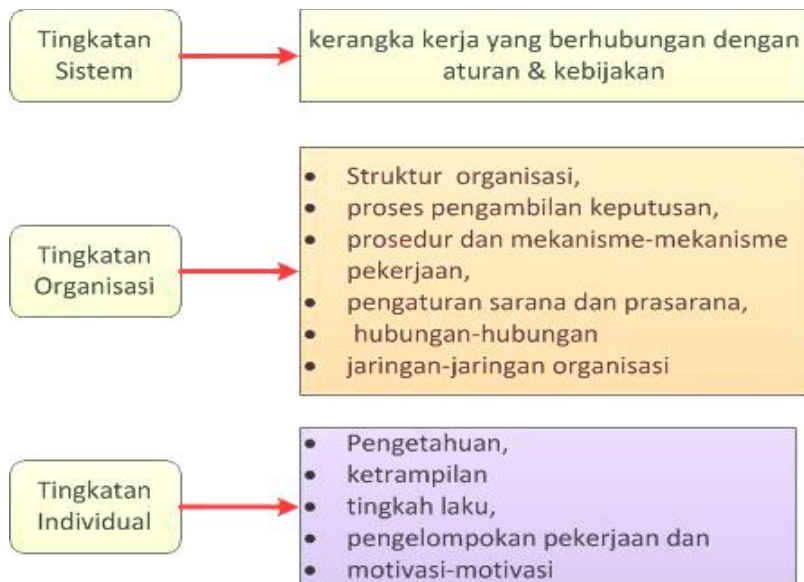 Tingkatan
Sistem
kerangka kerja yang berhubungan dengan
aturan & kebijakan
Tingkatan
Organisasi
• Struktur organisasi,
• proses pengambilan keputusan,
• prosedur dan mekanisme-mekanisme
pekerjaan,
• pengaturan sarana dan prasarana,
• hubungan-hubungan
• jaringan-jaringan organisasi
Tingkatan
Individual
• Pengetahuan,
• ketrampilan
• tingkah laku,
• pengelompokan pekerjaan dan
• motivasi-motivasi